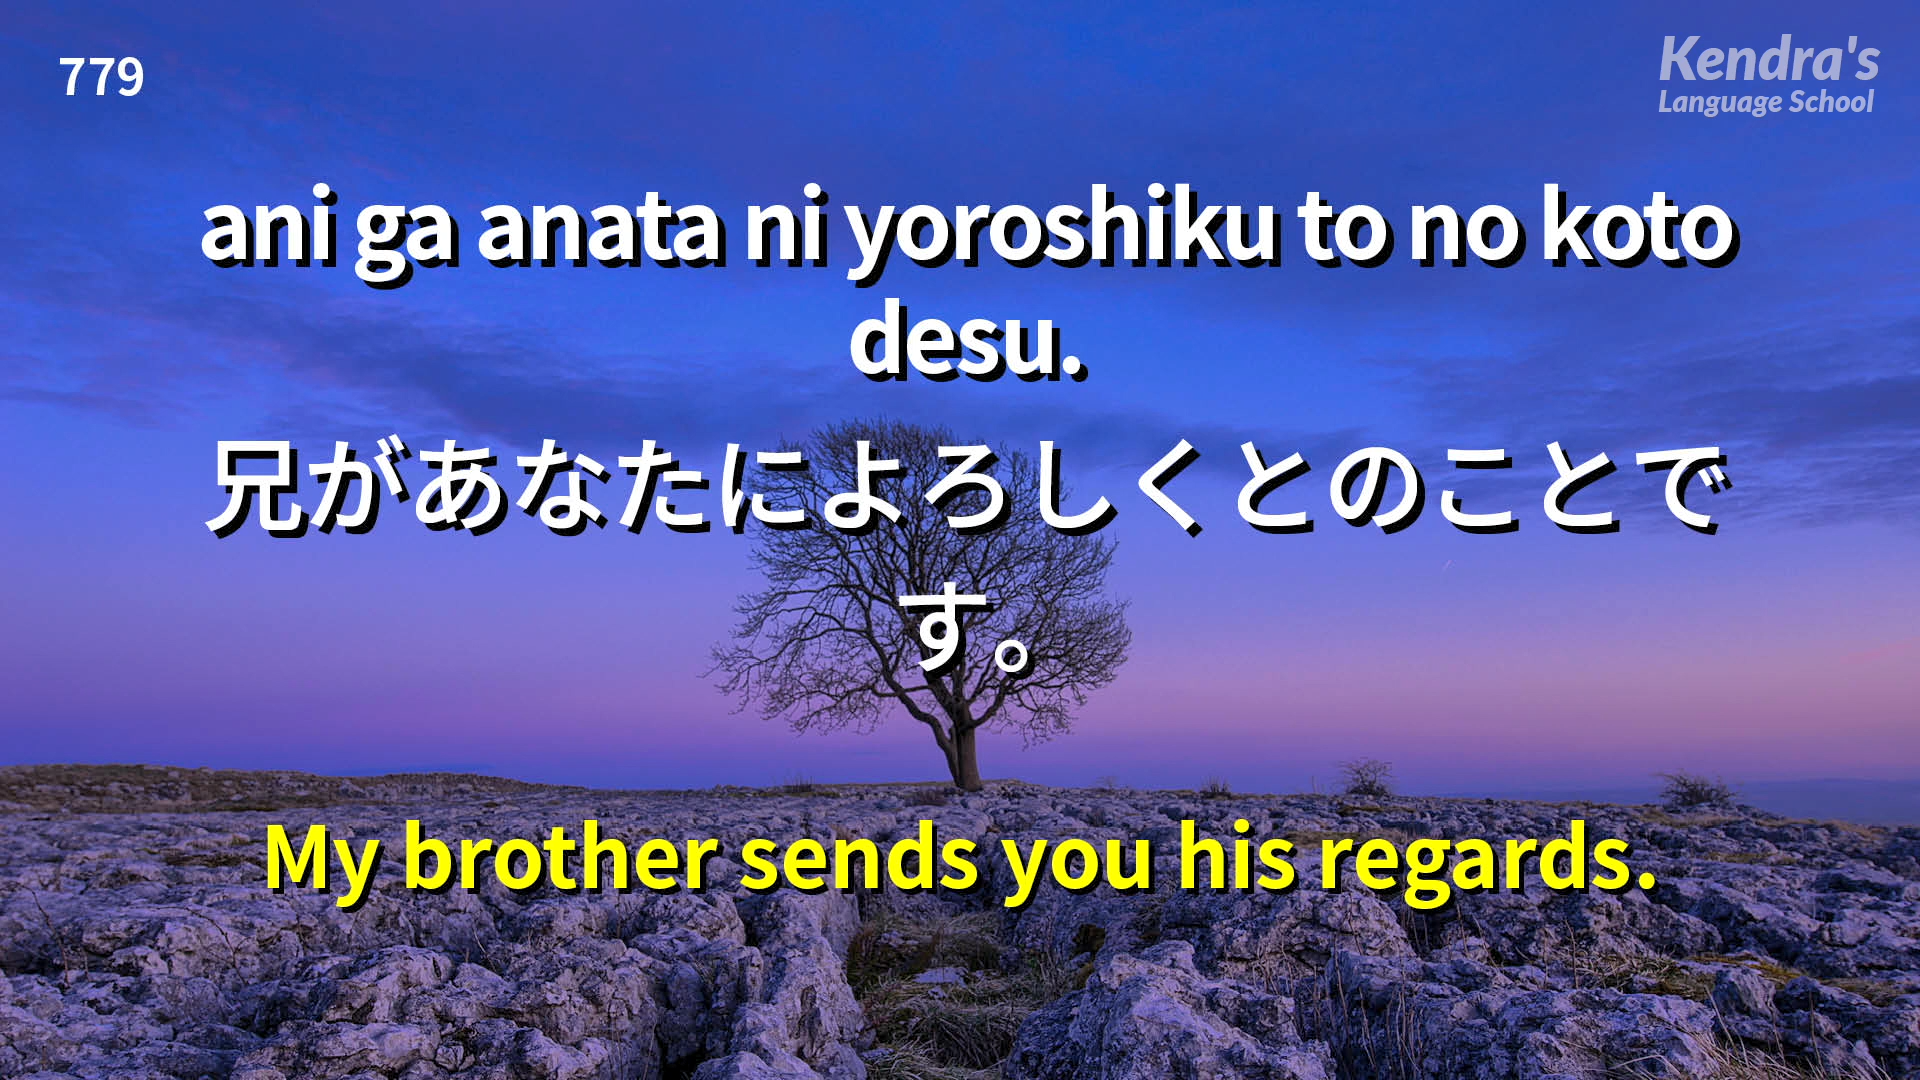 779
Kendra's
Language School
ani ga anata ni yoroshiku to no koto
desu.
兄があなたによろしくとのことで
す。
My brother sends you his regards.